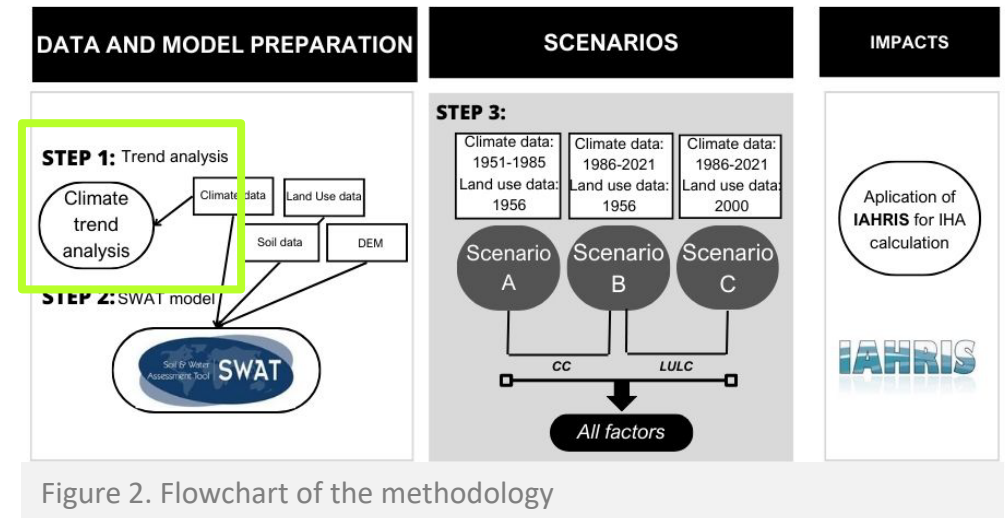 DATA AND MODEL PREPARATION
STEP 1: Trend analysis
Climate
trend
analysis
Climate data
Land Use data
Soil data
DEM
STEP 2: SWAT model
Soil & Water
Assessment Tool
SWAT
SCENARIOS
STEP 3:
Climate data:
1951-1985
Land use data:
1956
Climate data:
1986-2021
Land use data:
1956
Climate data:
1986-2021
Land use data:
2000
Scenario
A
Scenario
B
Scenario
C
CC
LULC
All factors
IMPACTS
Aplication of
IAHRIS for IHA
calculation
IAHRIS
Figure 2. Flowchart of the methodology